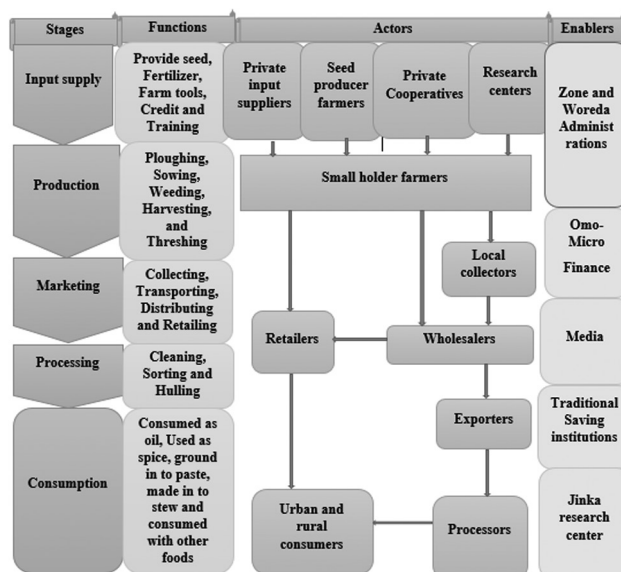 Stages
Functions
Actors
Enablers
Input supply
Provide seed,
Fertilizer,
Farm tools,
Credit and
Training
Private
input
suppliers
Seed
producer
farmers
Private
Cooperatives
Research
centers
Zone and
Woreda
Administ
rations
Production
Ploughing,
Sowing,
Weeding,
Harvesting,
and
Threshing
Small holder farmers
Omo-
Micro
Finance
Marketing
Collecting,
Transporting,
Distributing
and Retailing
Local
collectors
Retailers
Wholesalers
Media
Processing
Cleaning,
Sorting and
Hulling
Exporters
Traditional
Saving
institutions
Consumption
Consumed as
oil, Used as
spice, ground
in to paste,
made in to
stew and
consumed
with other
foods
Urban and
rural
consumers
Processors
Jinka
research
center